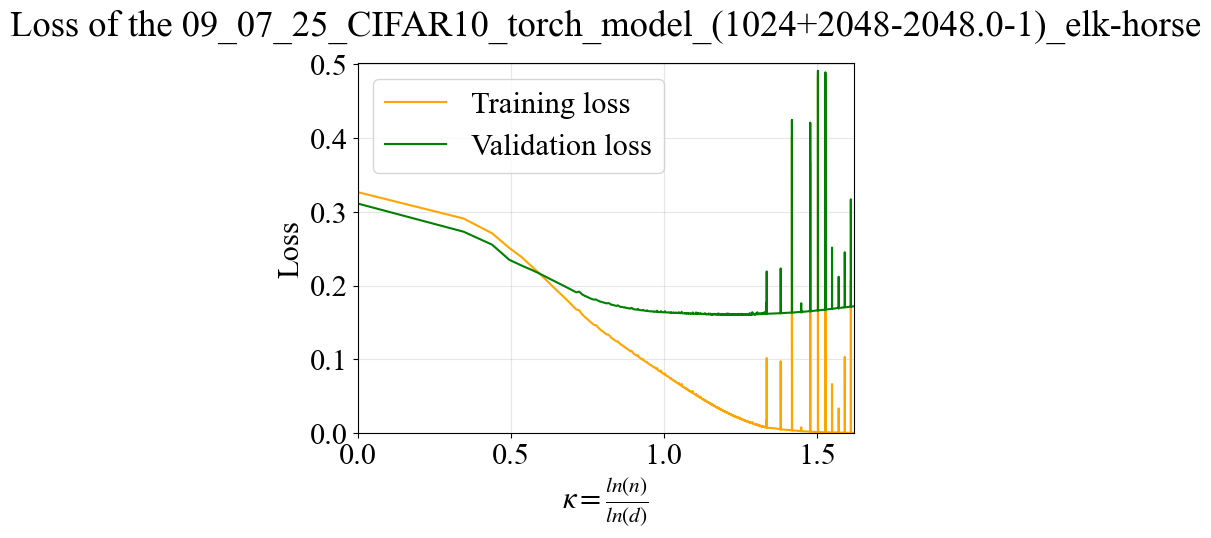 Loss of the 09_07_25_CIFAR10_torch_model_(1024+2048-2048.0-1)_elk-horse
0.5
0.4
0.3
0.2
0.1
0.0
Loss
Training loss
Validation loss
0.0 0.5 1.0 1.5
κ = ln(n)/ln(d)